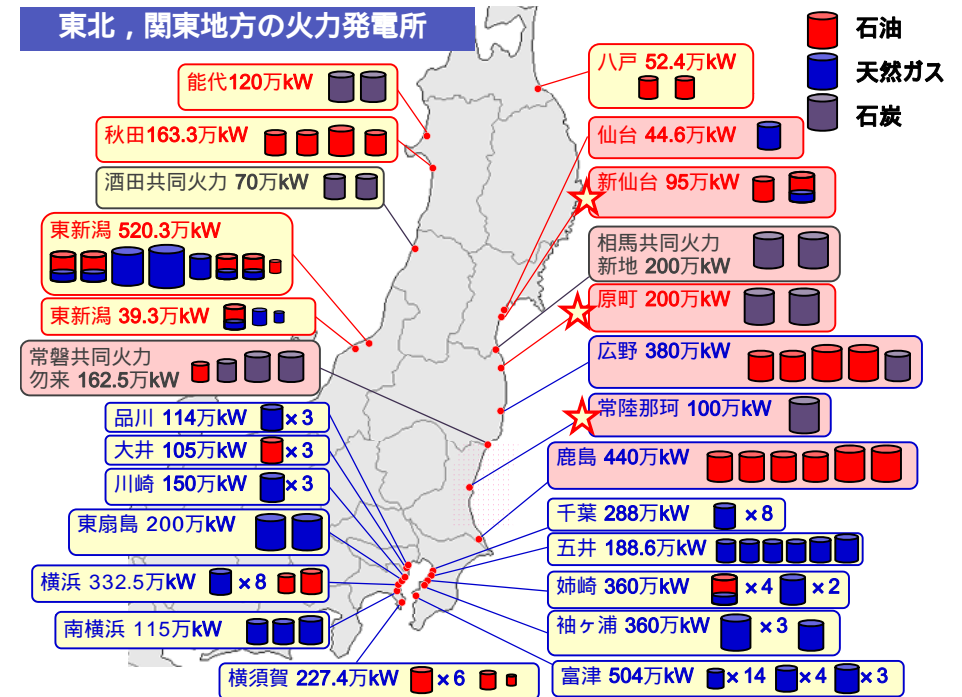 東北，関東地方の火力発電所
石油
天然ガス
石炭
能代120万kW
秋田163.3万kW
酒田共同火力 70万kW
東新潟 520.3万kW
東新潟 39.3万kW
常磐共同火力
勿来 162.5万kW
品川 114万kW
×3
大井 105万kW
×3
川崎 150万kW
×3
東扇島 200万kW
横浜 332.5万kW
×8
南横浜 115万kW
横須賀 227.4万kW
×6
八戸 52.4万kW
仙台 44.6万kW
新仙台 95万kW
相馬共同火力
新地 200万kW
原町 200万kW
広野 380万kW
常陸那珂 100万kW
鹿島 440万kW
千葉 288万kW
×8
五井 188.6万kW
姉崎 360万kW
×4
×2
袖ヶ浦 360万kW
×3
富津 504万kW
×14
×4
×3